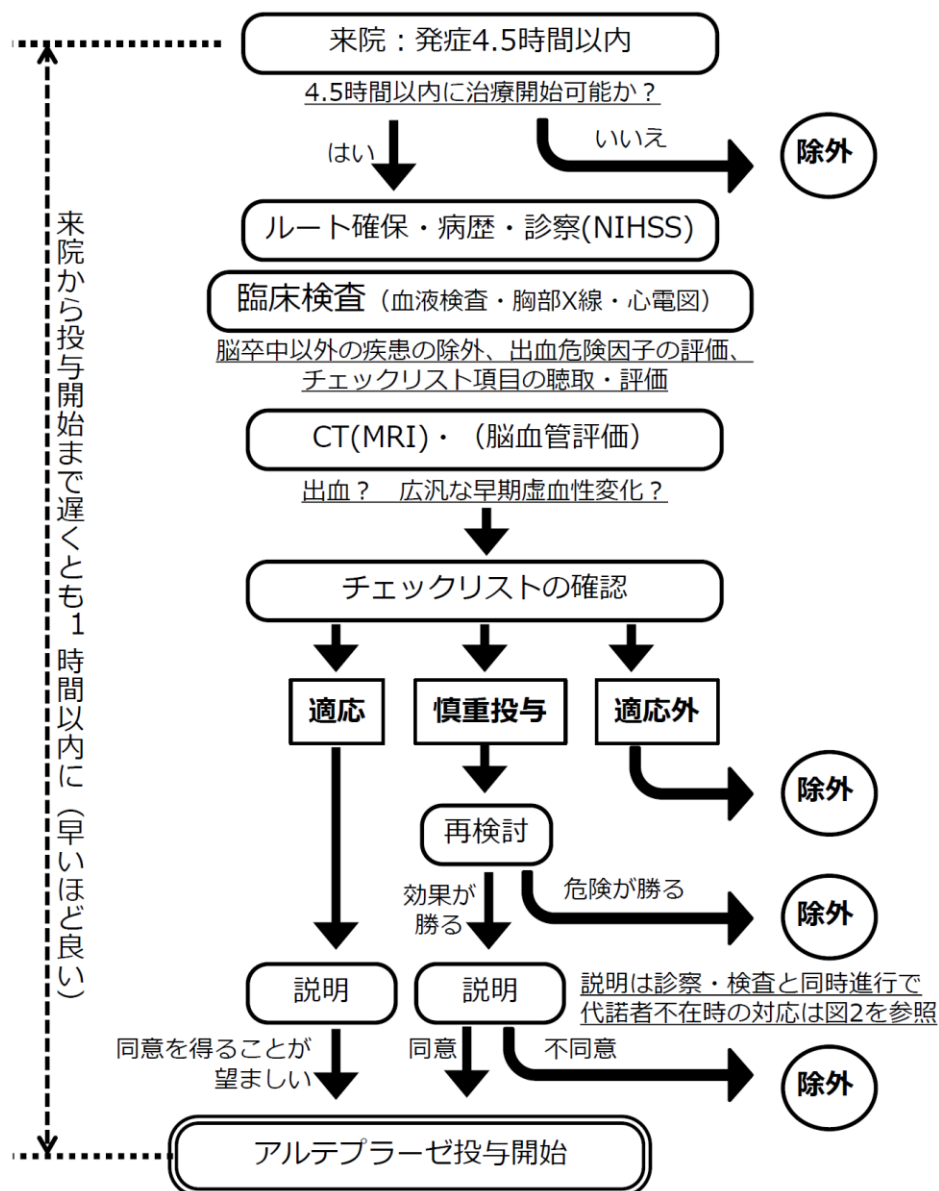 来院：発症4.5時間以内
4.5時間以内に治療開始可能か？
はい
いいえ
除外
ルート確保・病歴・診察(NIHSS)
臨床検査（血液検査・胸部X線・心電図）
脳卒中以外の疾患の除外、出血危険因子の評価、
チェックリスト項目の聴取・評価
CT(MRI)・（脳血管評価）
出血？　広汎な早期虚血性変化？
チェックリストの確認
適応
慎重投与
適応外
除外
再検討
効果が
勝る
危険が勝る
除外
説明
説明
説明は診察・検査と同時進行で
代諾者不在時の対応は図2を参照
同意を得ることが
望ましい
同意
不同意
除外
アルテプラーゼ投与開始
来院から投与開始まで遅くとも1時間以内に（早いほど良い）